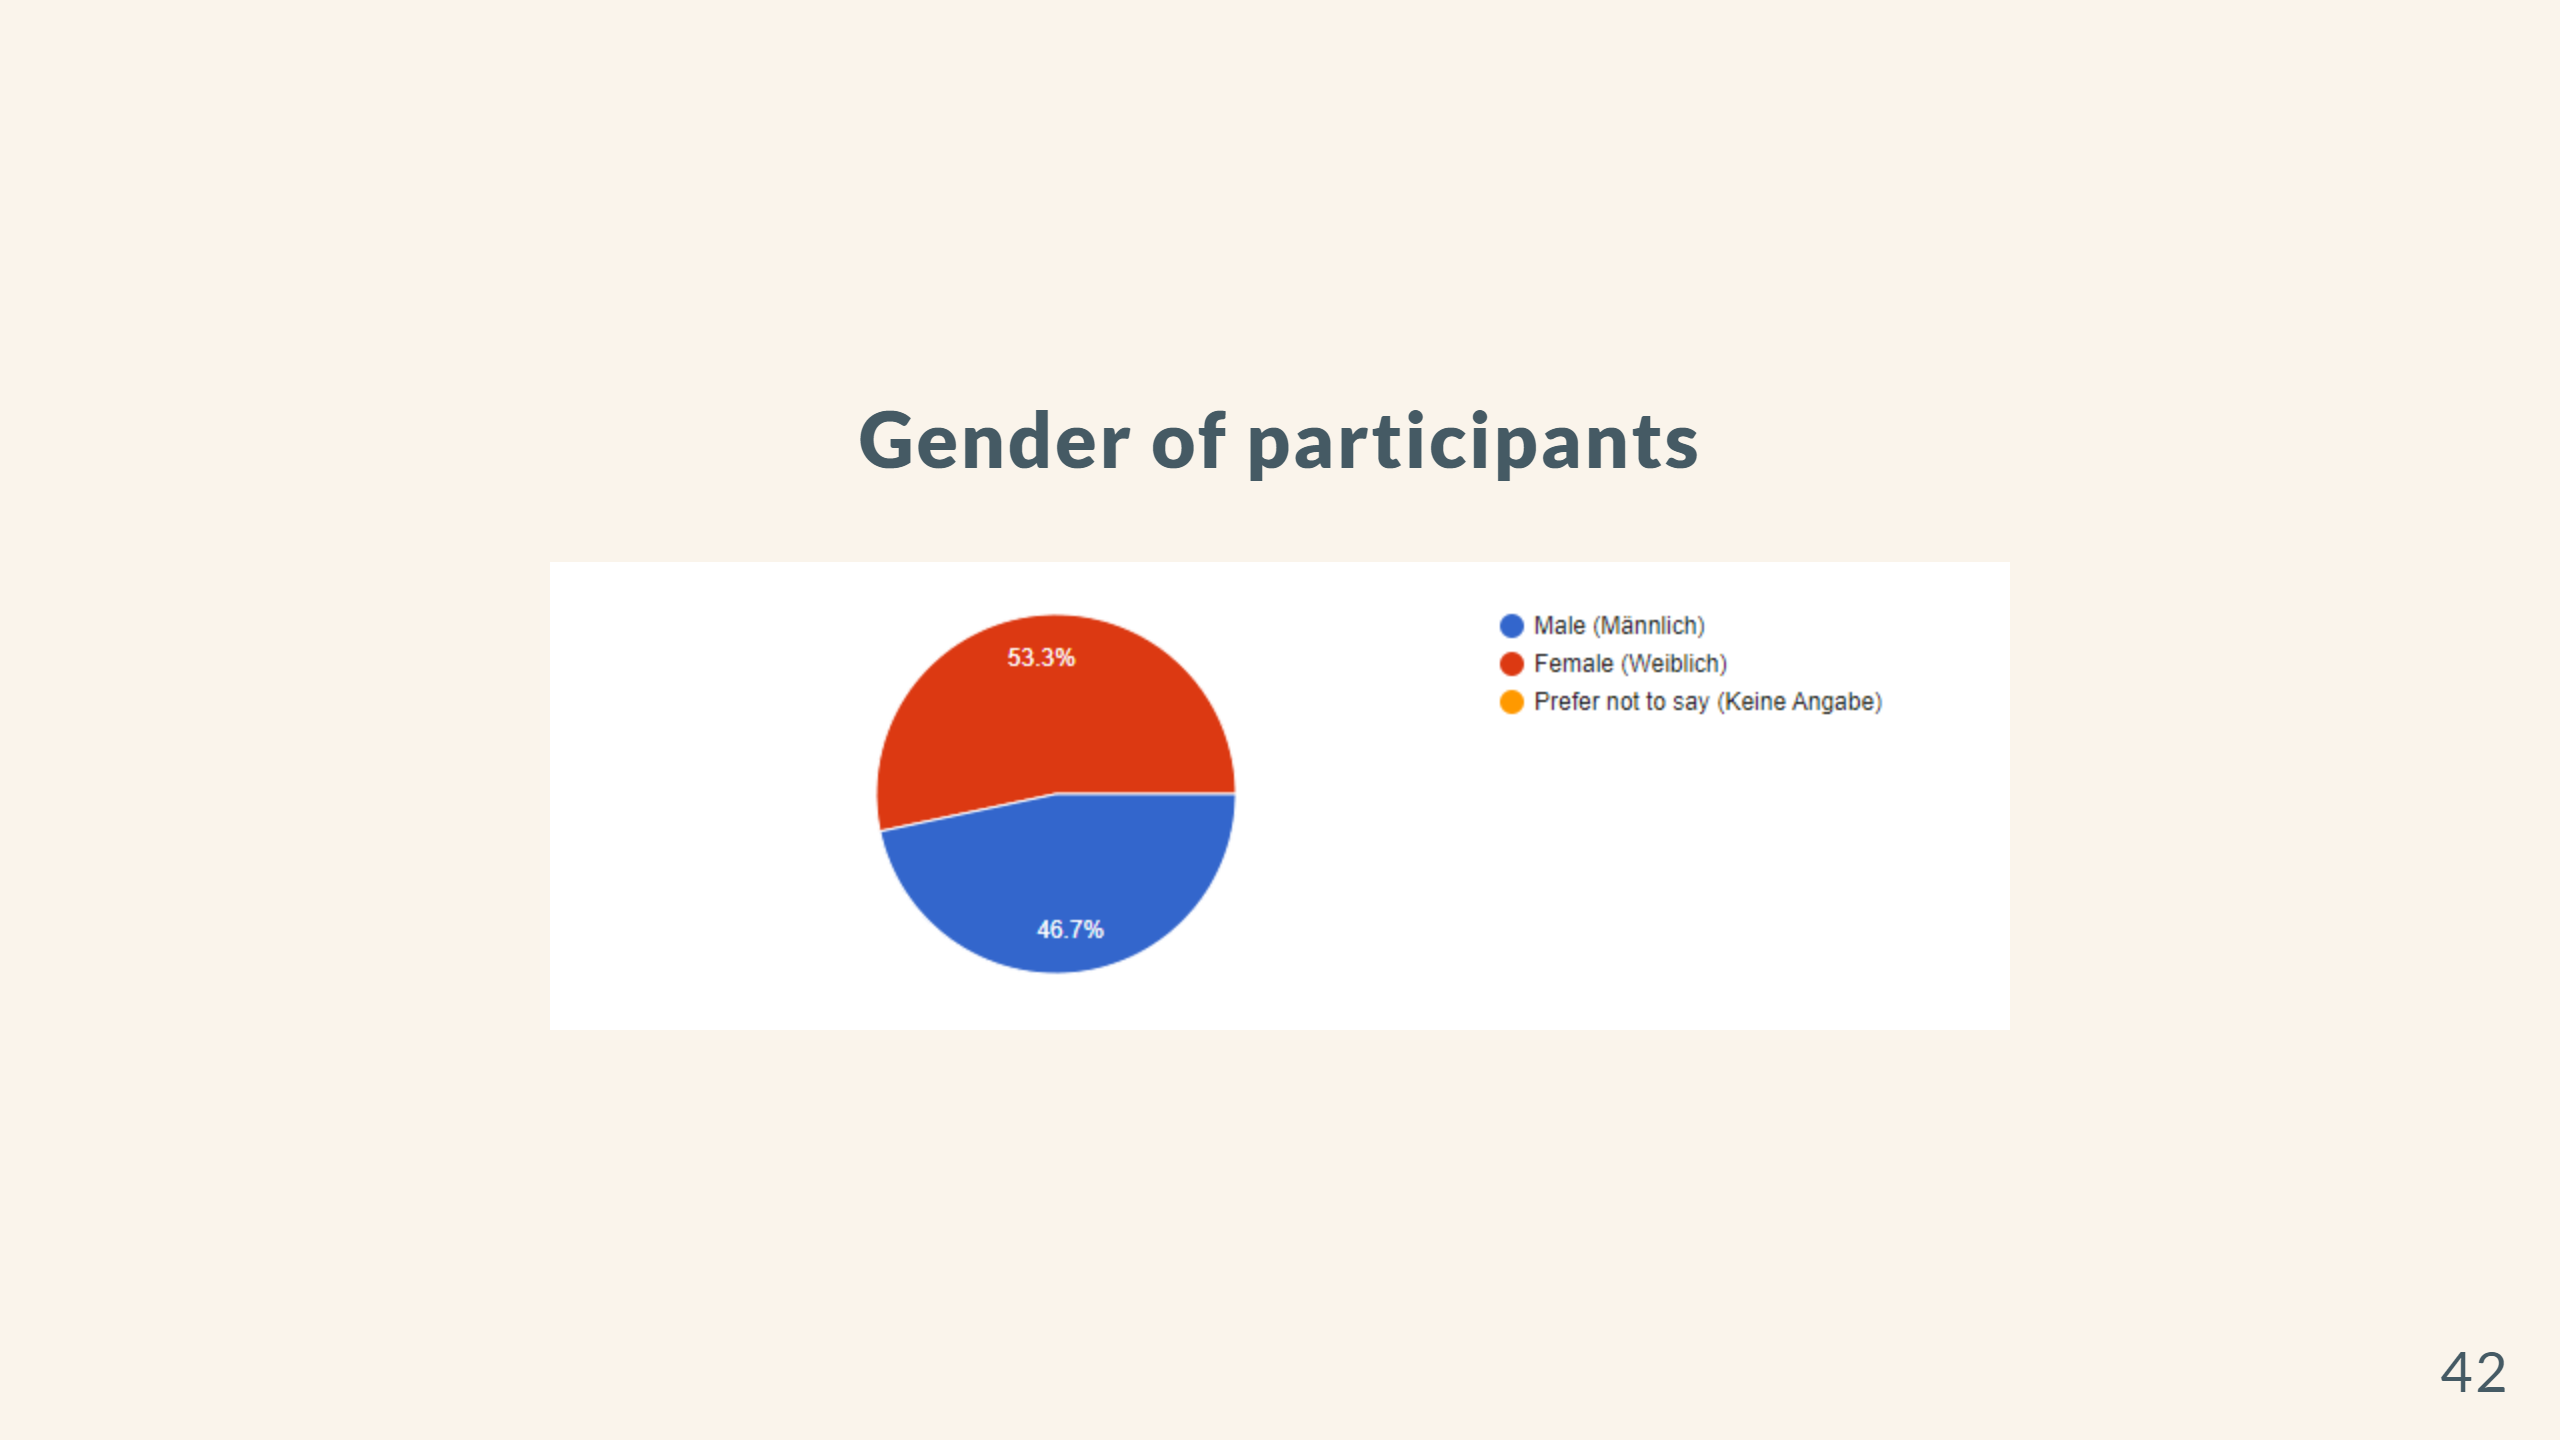 Gender of participants
53.3%
46.7%
Male (Männlich)
Female (Weiblich)
Prefer not to say (Keine Angabe)
42